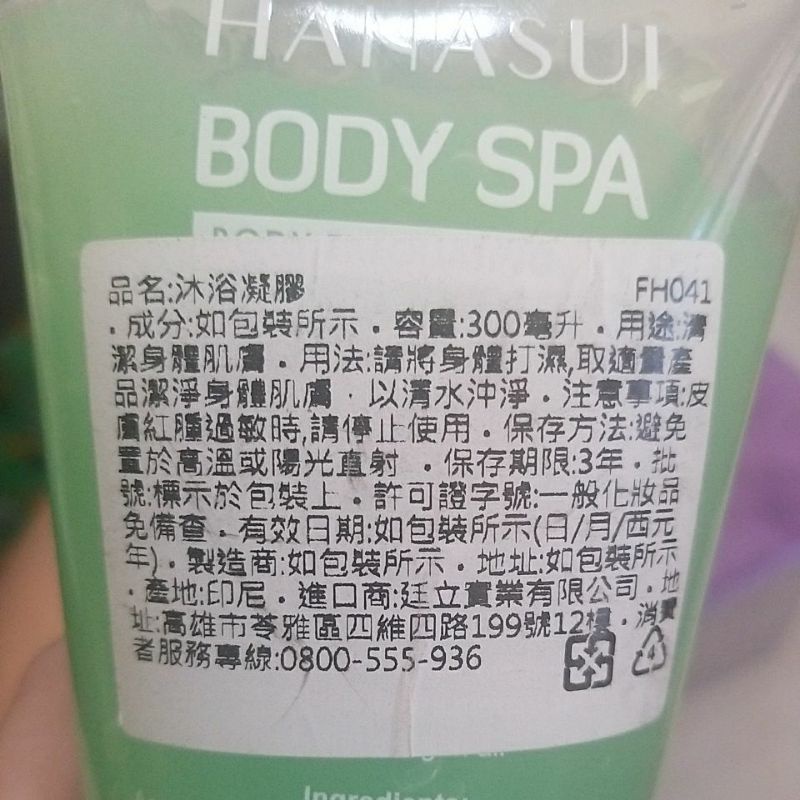 HANASUI
BODY SPA
品名:沐浴凝膠 FH041
．成分:如包裝所示．容量:300毫升．用途:清
潔身體肌膚．用法:請將身體打濕,取適量產
品潔淨身體肌膚．以清水沖淨．注意事項:皮
膚紅腫過敏時,請停止使用．保存方法:避免
置於高溫或陽光直射．保存期限:3年．批
號:標示於包裝上．許可證字號:一般化妝品
免備查．有效日期:如包裝所示(日/月/西元
年)．製造商:如包裝所示．地址:如包裝所示
．產地:印尼．進口商:廷立實業有限公司．地
址:高雄市苓雅區四維四路199號12樓．消費
者服務專線:0800-555-936
Ingredients: